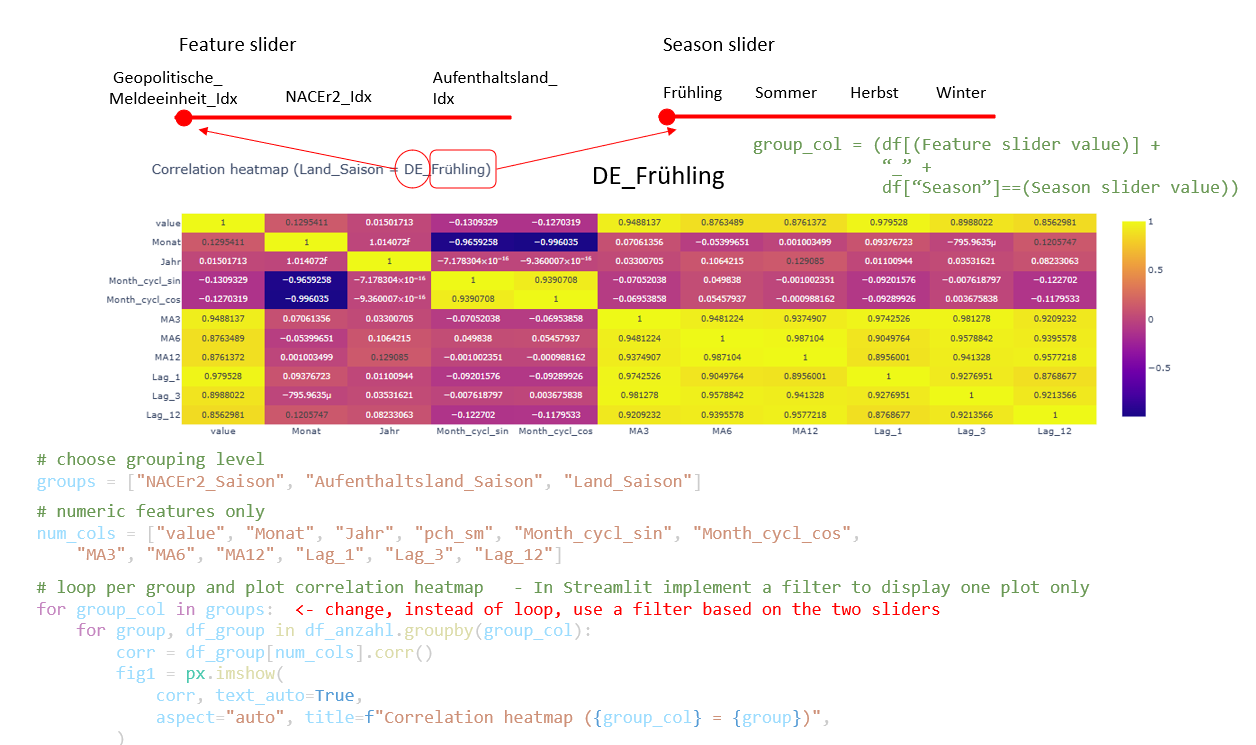 Feature slider
Season slider
Geopolitische_
Meldeeinheit_Idx
NACEr2_Idx
Aufenthaltsland_
Idx
Frühling
Sommer
Herbst
Winter
Correlation heatmap (Land_Saison = DE_Frühling)
DE_Frühling
group_col = (df[(Feature slider value)] +
“_” +
df[“Season”]==(Season slider value))
value 1 0.1295411 0.01501713 −0.1309329 −0.1270319 0.9488137 0.8763489 0.8761372 0.979528 0.8988022 0.8562981
Monat 0.1295411 1 1.014072f −0.9659258 −0.996035 0.07061356 −0.05399651 0.001003499 0.09376723 −795.9635μ 0.1205747
Jahr 0.01501713 1.014072f 1 −7.178304×10⁻¹⁶ −9.360007×10⁻¹⁶ 0.03300705 0.1064215 0.129085 0.01100944 0.03531621 0.08233063
Month_cycl_sin −0.1309329 −0.9659258 −7.178304×10⁻¹⁶ 1 0.9390708 −0.07052038 0.049838 −0.001002351 −0.09201576 −0.007618797 −0.122702
Month_cycl_cos −0.1270319 −0.996035 −9.360007×10⁻¹⁶ 0.9390708 1 −0.06953858 0.05457937 −0.000988162 −0.09289926 0.003675838 −0.1179533
MA3 0.9488137 0.07061356 0.03300705 −0.07052038 −0.06953858 1 0.9481224 0.9374907 0.9742526 0.981278 0.9209232
MA6 0.8763489 −0.05399651 0.1064215 0.049838 0.05457937 0.9481224 1 0.987104 0.9049764 0.9578842 0.9395578
MA12 0.8761372 0.001003499 0.129085 −0.001002351 −0.000988162 0.9374907 0.987104 1 0.8956001 0.941328 0.9577218
Lag_1 0.979528 0.09376723 0.01100944 −0.09201576 −0.09289926 0.9742526 0.9049764 0.8956001 1 0.9276951 0.8768677
Lag_3 0.8988022 −795.9635μ 0.03531621 −0.007618797 0.003675838 0.981278 0.9578842 0.941328 0.9276951 1 0.9213566
Lag_12 0.8562981 0.1205747 0.08233063 −0.122702 −0.1179533 0.9209232 0.9395578 0.9577218 0.8768677 0.9213566 1
value Monat Jahr Month_cycl_sin Month_cycl_cos MA3 MA6 MA12 Lag_1 Lag_3 Lag_12
1
0.5
0
−0.5
# choose grouping level
groups = ["NACEr2_Saison", "Aufenthaltsland_Saison", "Land_Saison"]
# numeric features only
num_cols = ["value", "Monat", "Jahr", "pch_sm", "Month_cycl_sin", "Month_cycl_cos",
"MA3", "MA6", "MA12", "Lag_1", "Lag_3", "Lag_12"]
# loop per group and plot correlation heatmap - In Streamlit implement a filter to display one plot only
for group_col in groups: <- change, instead of loop, use a filter based on the two sliders
for group, df_group in df_anzahl.groupby(group_col):
corr = df_group[num_cols].corr()
fig1 = px.imshow(
corr, text_auto=True,
aspect="auto", title=f"Correlation heatmap ({group_col} = {group})",
)